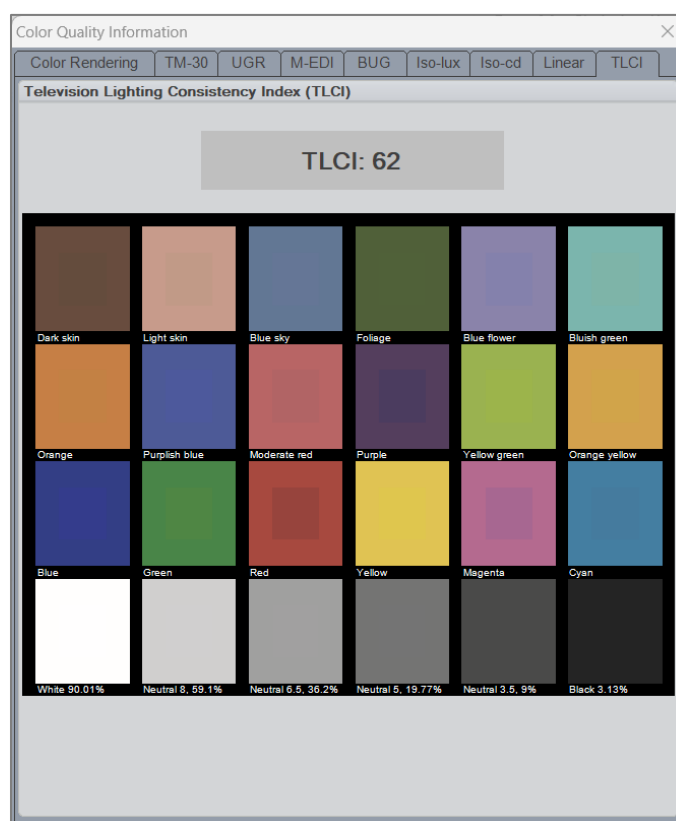 Color Quality Information
Color Rendering TM-30 UGR M-EDI BUG Iso-lux Iso-cd Linear TLCI
Television Lighting Consistency Index (TLCI)
TLCI: 62
Dark skin Light skin Blue sky Foliage Blue flower Bluish green
Orange Purplish blue Moderate red Purple Yellow green Orange yellow
Blue Green Red Yellow Magenta Cyan
White 90.01% Neutral 8, 59.1% Neutral 6.5, 36.2% Neutral 5, 19.77% Neutral 3.5, 9% Black 3.13%